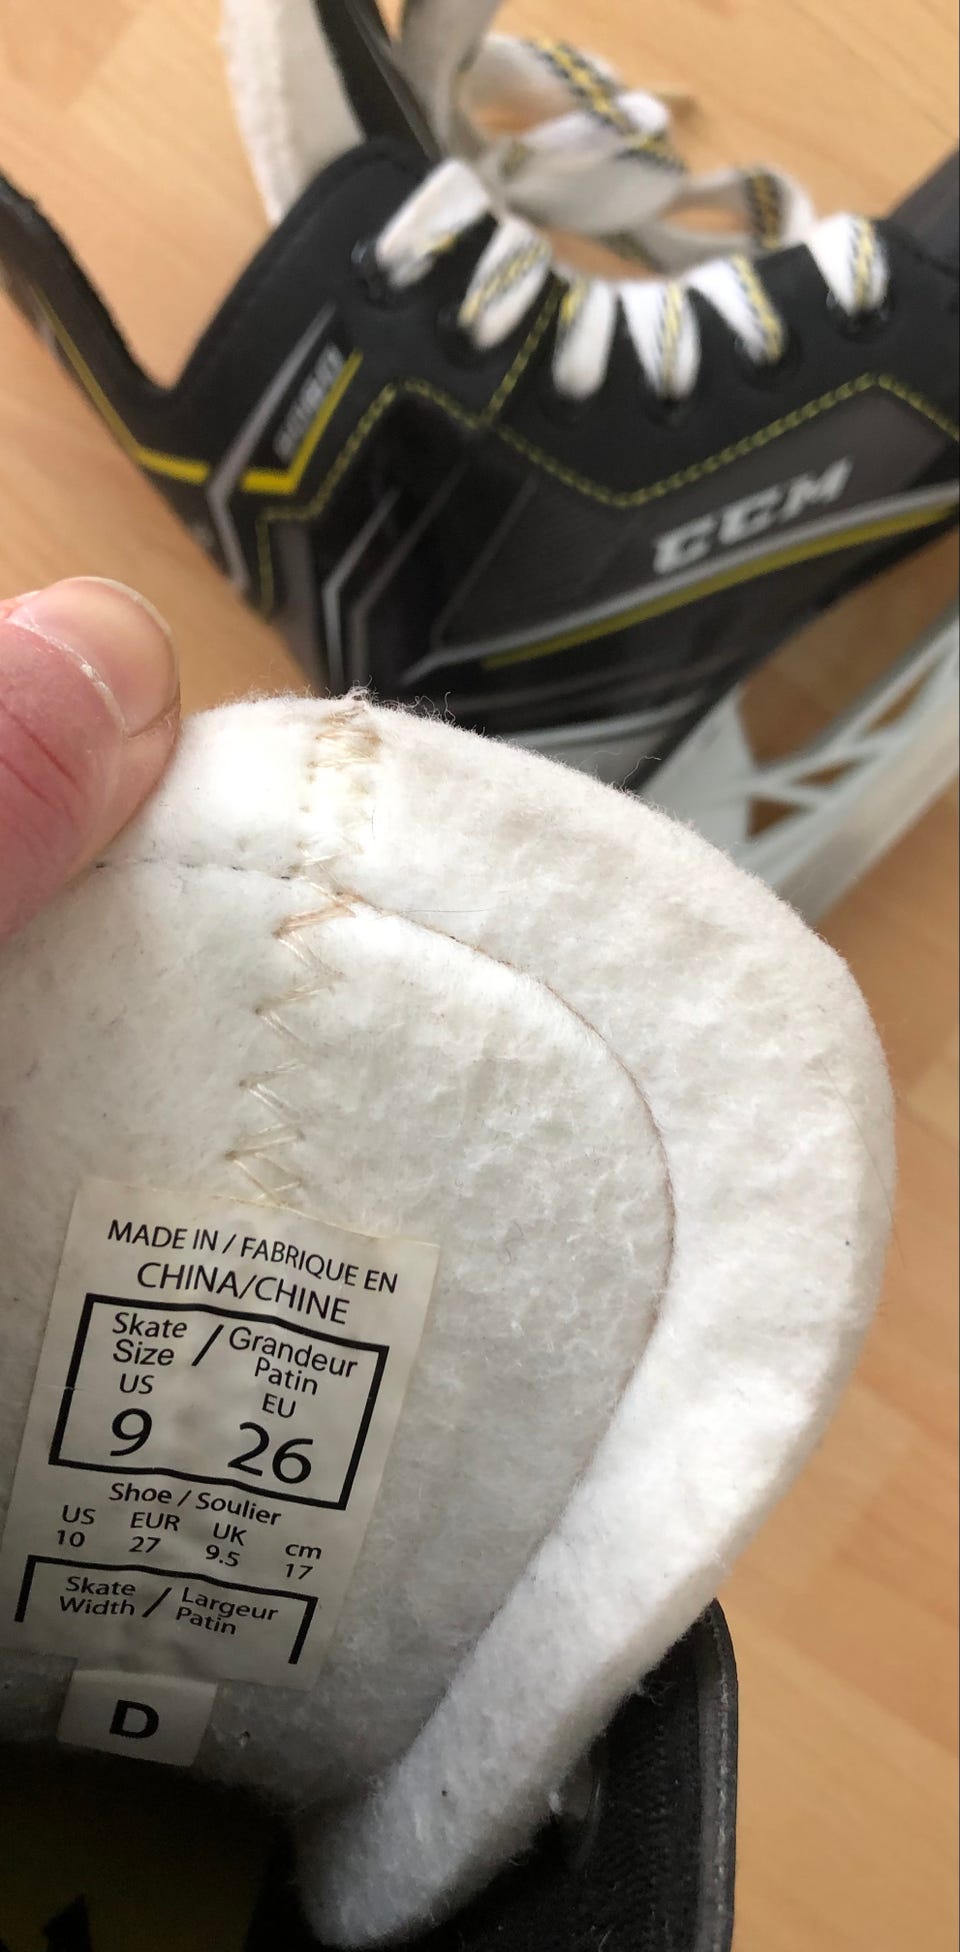 CCM
MADE IN / FABRIQUE EN
CHINA/CHINE
Skate Size / Grandeur Patin
US EU
9 26
Shoe / Soulier
US EUR UK cm
10 27 9.5 17
Skate Width / Largeur Patin
D